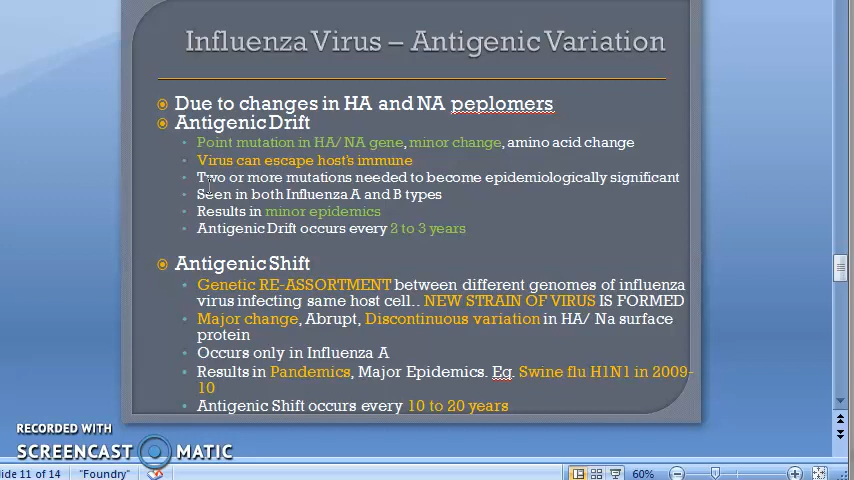 Influenza Virus – Antigenic Variation
Due to changes in HA and NA peplomers
Antigenic Drift
Point mutation in HA/ NA gene, minor change, amino acid change
Virus can escape host's immune
Two or more mutations needed to become epidemiologically significant
Seen in both Influenza A and B types
Results in minor epidemics
Antigenic Drift occurs every 2 to 3 years
Antigenic Shift
Genetic RE-ASSORTMENT between different genomes of influenza
virus infecting same host cell.. NEW STRAIN OF VIRUS IS FORMED
Major change, Abrupt, Discontinuous variation in HA/ Na surface
protein
Occurs only in Influenza A
Results in Pandemics, Major Epidemics. Eg. Swine flu H1N1 in 2009-
10
Antigenic Shift occurs every 10 to 20 years
RECORDED WITH
SCREENCAST MATIC
lide 11 of 14 "Foundry" 60%